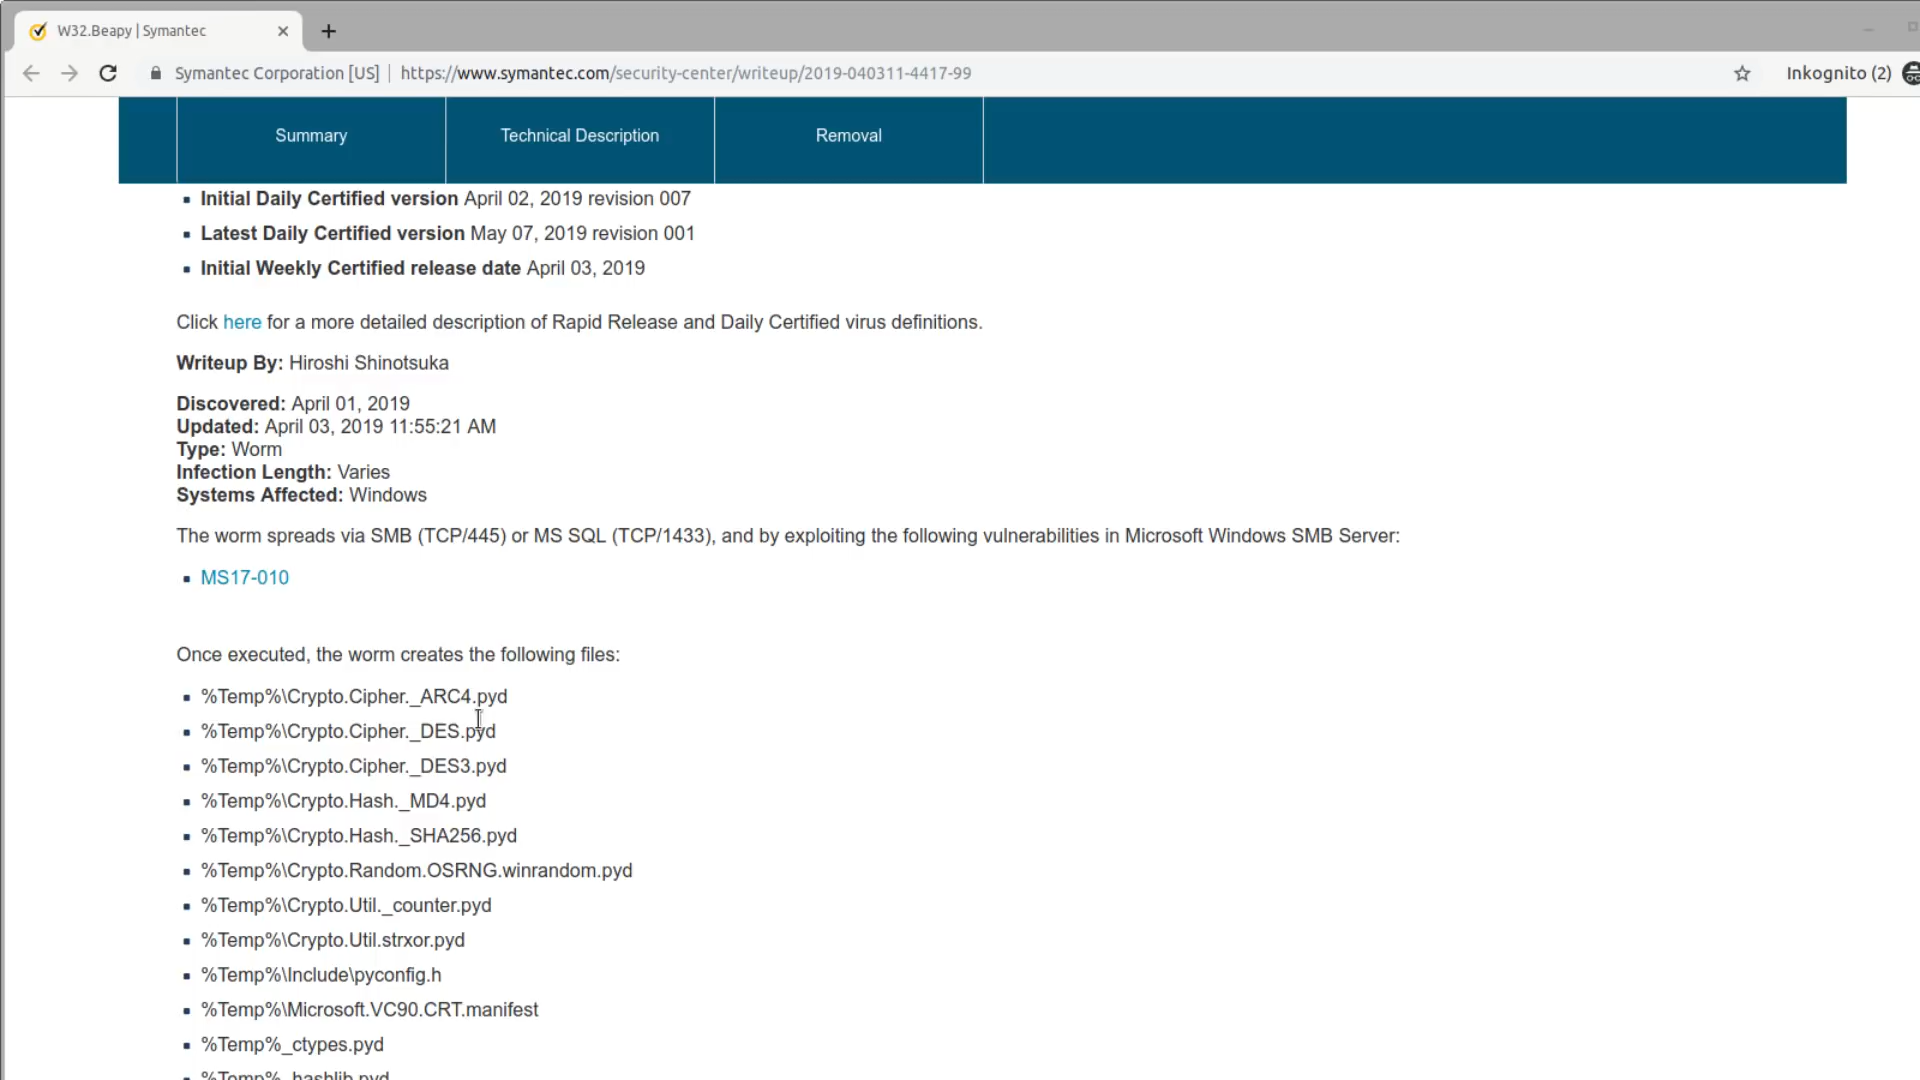 W32.Beapy | Symantec
Symantec Corporation [US] | https://www.symantec.com/security-center/writeup/2019-040311-4417-99
Inkognito (2)
Summary
Technical Description
Removal
▪ Initial Daily Certified version April 02, 2019 revision 007
▪ Latest Daily Certified version May 07, 2019 revision 001
▪ Initial Weekly Certified release date April 03, 2019
Click here for a more detailed description of Rapid Release and Daily Certified virus definitions.
Writeup By: Hiroshi Shinotsuka
Discovered: April 01, 2019
Updated: April 03, 2019 11:55:21 AM
Type: Worm
Infection Length: Varies
Systems Affected: Windows
The worm spreads via SMB (TCP/445) or MS SQL (TCP/1433), and by exploiting the following vulnerabilities in Microsoft Windows SMB Server:
▪ MS17-010
Once executed, the worm creates the following files:
▪ %Temp%\Crypto.Cipher._ARC4.pyd
▪ %Temp%\Crypto.Cipher._DES.pyd
▪ %Temp%\Crypto.Cipher._DES3.pyd
▪ %Temp%\Crypto.Hash._MD4.pyd
▪ %Temp%\Crypto.Hash._SHA256.pyd
▪ %Temp%\Crypto.Random.OSRNG.winrandom.pyd
▪ %Temp%\Crypto.Util._counter.pyd
▪ %Temp%\Crypto.Util.strxor.pyd
▪ %Temp%\Include\pyconfig.h
▪ %Temp%\Microsoft.VC90.CRT.manifest
▪ %Temp%_ctypes.pyd
▪ %Temp%_hashlib.pyd